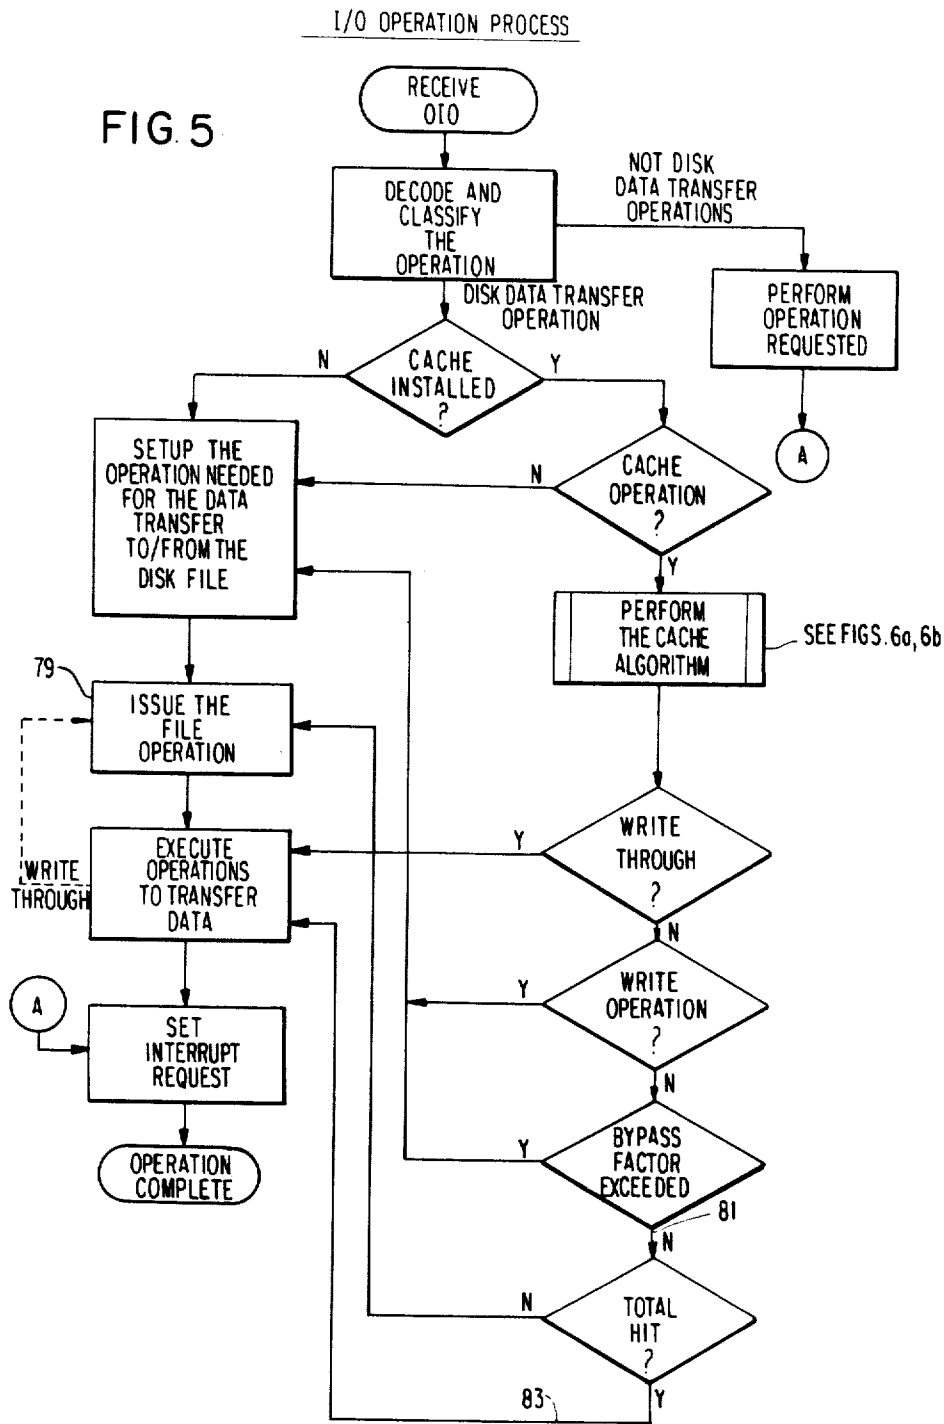 I/O OPERATION PROCESS
FIG. 5
RECEIVE
OIO
DECODE AND
CLASSIFY
THE
OPERATION
NOT DISK
DATA TRANSFER
OPERATIONS
DISK DATA TRANSFER
OPERATION
PERFORM
OPERATION
REQUESTED
A
N
CACHE
INSTALLED
?
Y
SETUP THE
OPERATION NEEDED
FOR THE DATA
TRANSFER
TO/FROM THE
DISK FILE
N
CACHE
OPERATION
?
Y
PERFORM
THE CACHE
ALGORITHM
SEE FIGS. 6a, 6b
79
ISSUE THE
FILE
OPERATION
WRITE
THROUGH
EXECUTE
OPERATIONS
TO TRANSFER
DATA
Y
WRITE
THROUGH
?
N
A
SET
INTERRUPT
REQUEST
Y
WRITE
OPERATION
?
N
OPERATION
COMPLETE
Y
BYPASS
FACTOR
EXCEEDED
81
N
N
TOTAL
HIT
?
Y
83